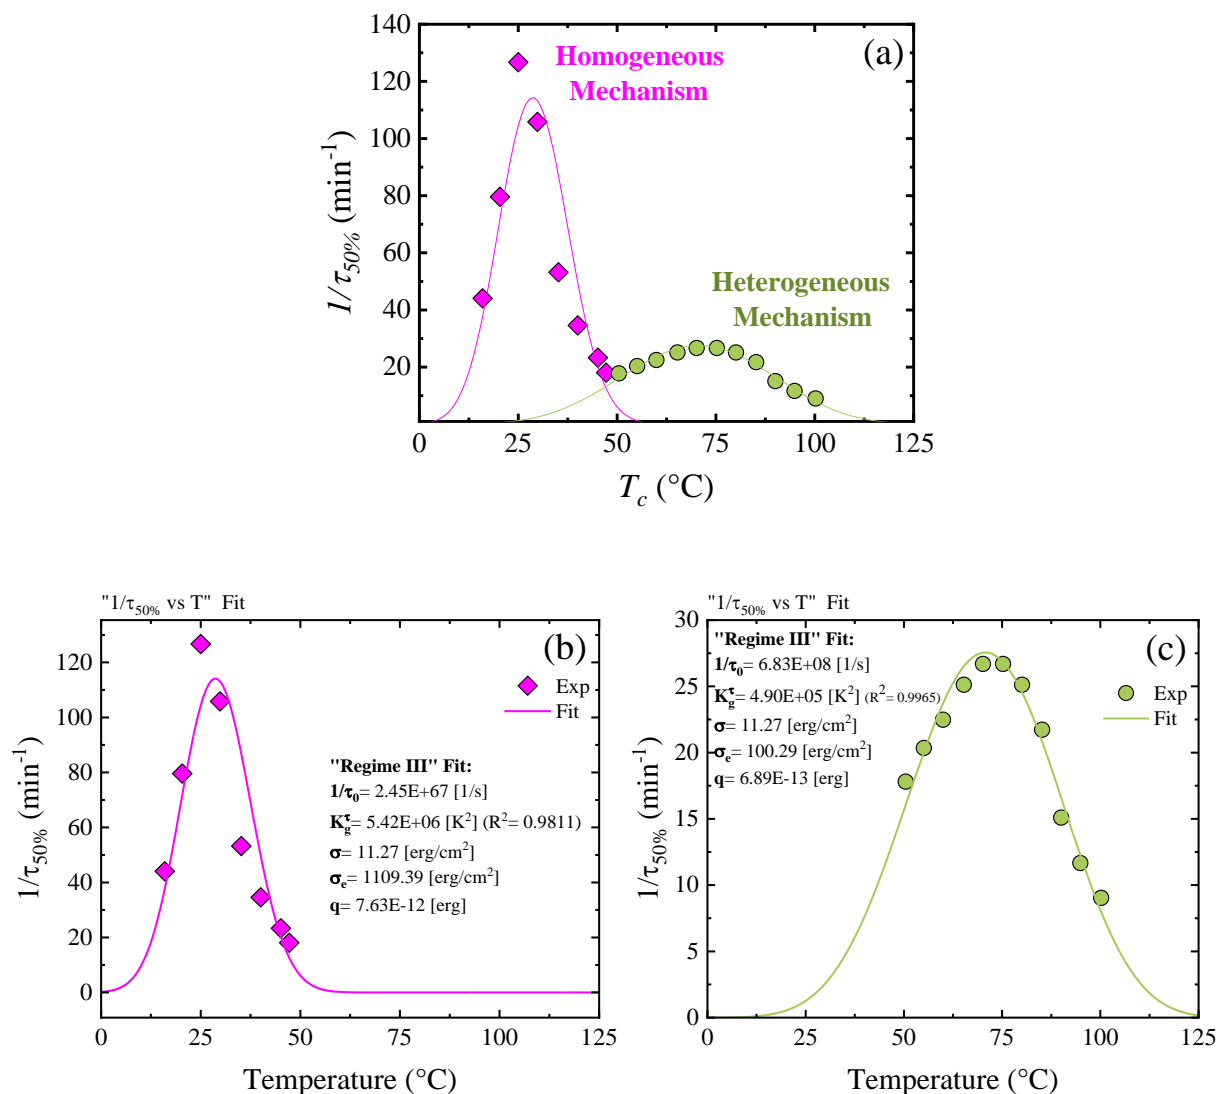 (a)
Homogeneous
Mechanism
Heterogeneous
Mechanism
1/τ50% (min-1)
140
120
100
80
60
40
20
0 25 50 75 100 125
Tc (°C)
"1/τ50% vs T" Fit
(b)
Exp
Fit
"Regime III" Fit:
1/τ0= 2.45E+67 [1/s]
Kgτ= 5.42E+06 [K2] (R2= 0.9811)
σ= 11.27 [erg/cm2]
σe= 1109.39 [erg/cm2]
q= 7.63E-12 [erg]
1/τ50% (min-1)
120
100
80
60
40
20
0
0 25 50 75 100 125
Temperature (°C)
"1/τ50% vs T" Fit
(c)
"Regime III" Fit:
1/τ0= 6.83E+08 [1/s]
Kgτ= 4.90E+05 [K2] (R2= 0.9965)
σ= 11.27 [erg/cm2]
σe= 100.29 [erg/cm2]
q= 6.89E-13 [erg]
Exp
Fit
1/τ50% (min-1)
30
25
20
15
10
5
0
0 25 50 75 100 125
Temperature (°C)